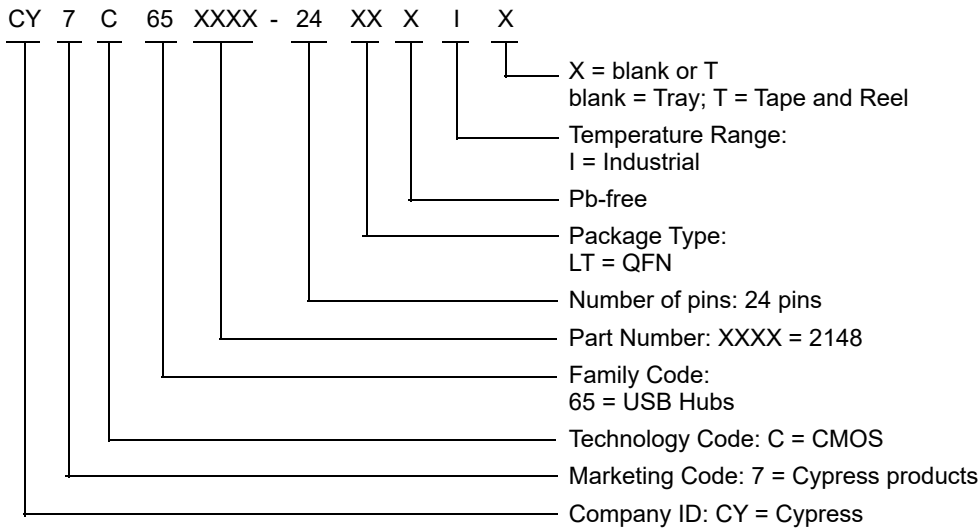 CY 7 C 65 XXXX - 24 XX X I X
X = blank or T
blank = Tray; T = Tape and Reel
Temperature Range:
I = Industrial
Pb-free
Package Type:
LT = QFN
Number of pins: 24 pins
Part Number: XXXX = 2148
Family Code:
65 = USB Hubs
Technology Code: C = CMOS
Marketing Code: 7 = Cypress products
Company ID: CY = Cypress